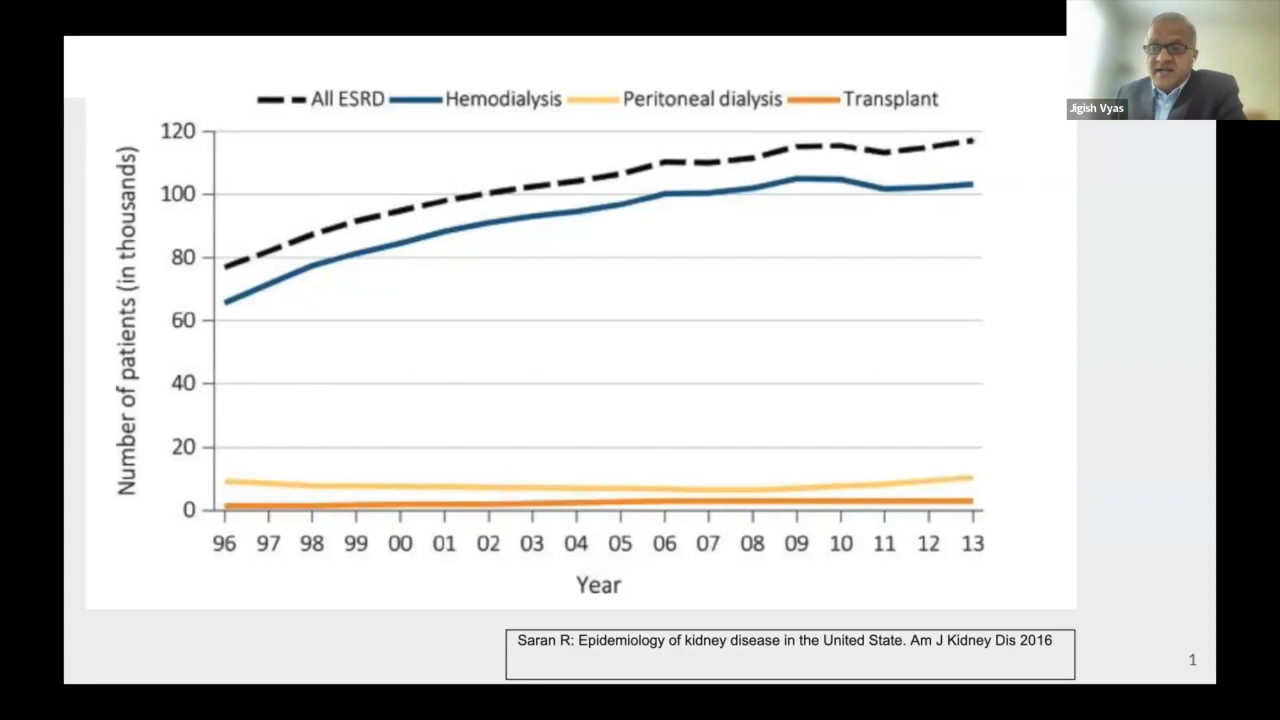 Jigish Vyas
All ESRD Hemodialysis Peritoneal dialysis Transplant
Number of patients (in thousands)
120
100
80
60
40
20
0
96 97 98 99 00 01 02 03 04 05 06 07 08 09 10 11 12 13
Year
Saran R: Epidemiology of kidney disease in the United State. Am J Kidney Dis 2016
1